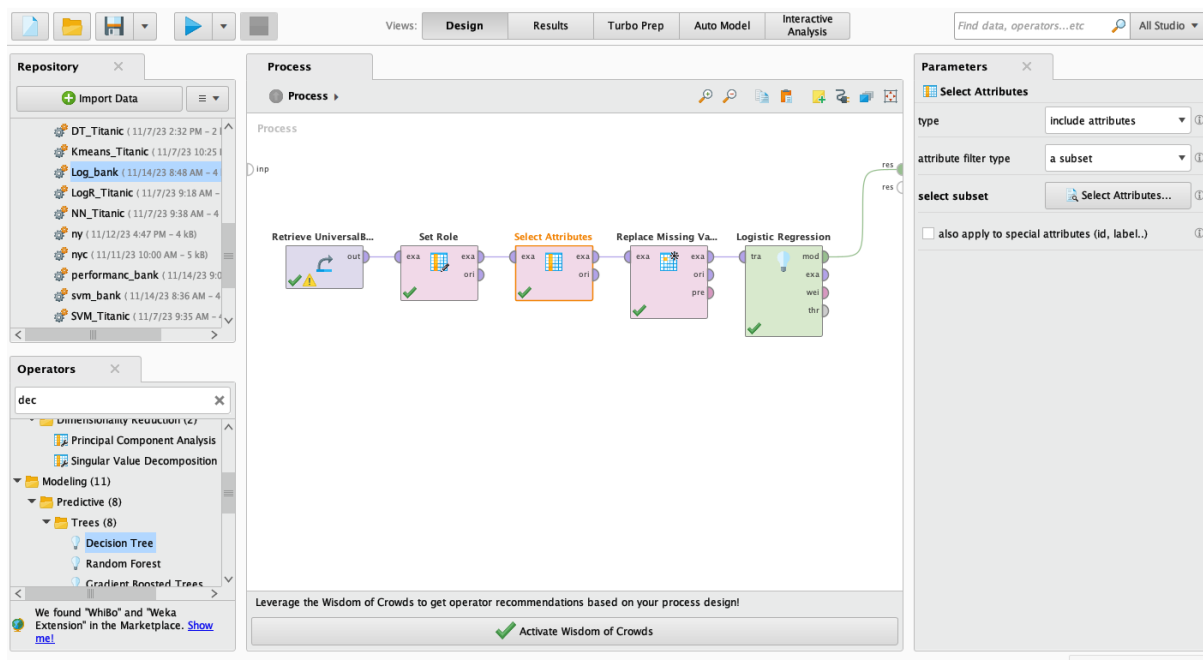 Views:
Design
Results
Turbo Prep
Auto Model
Interactive
Analysis
Find data, operators...etc
All Studio
Repository
Import Data
DT_Titanic (11/7/23 2:32 PM – 2
Kmeans_Titanic (11/7/23 10:25
Log_bank (11/14/23 8:48 AM – 4
LogR_Titanic (11/7/23 9:18 AM –
NN_Titanic (11/7/23 9:38 AM – 4
ny (11/12/23 4:47 PM – 4 kB)
nyc (11/11/23 10:00 AM – 5 kB)
performanc_bank (11/14/23 9:0
svm_bank (11/14/23 8:36 AM – 4
SVM_Titanic (11/7/23 9:35 AM –
Operators
dec
Dimensionality Reduction (2)
Principal Component Analysis
Singular Value Decomposition
Modeling (11)
Predictive (8)
Trees (8)
Decision Tree
Random Forest
Gradient Boosted Trees
We found "WhiBo" and "Weka
Extension" in the Marketplace. Show
me!
Process
Process
Process
inp
res
res
Retrieve UniversalB...
out
Set Role
exa exa
ori
Select Attributes
exa exa
ori
Replace Missing Va...
exa exa
ori
pre
Logistic Regression
tra mod
exa
wei
thr
Leverage the Wisdom of Crowds to get operator recommendations based on your process design!
Activate Wisdom of Crowds
Parameters
Select Attributes
type
include attributes
attribute filter type
a subset
select subset
Select Attributes...
also apply to special attributes (id, label..)